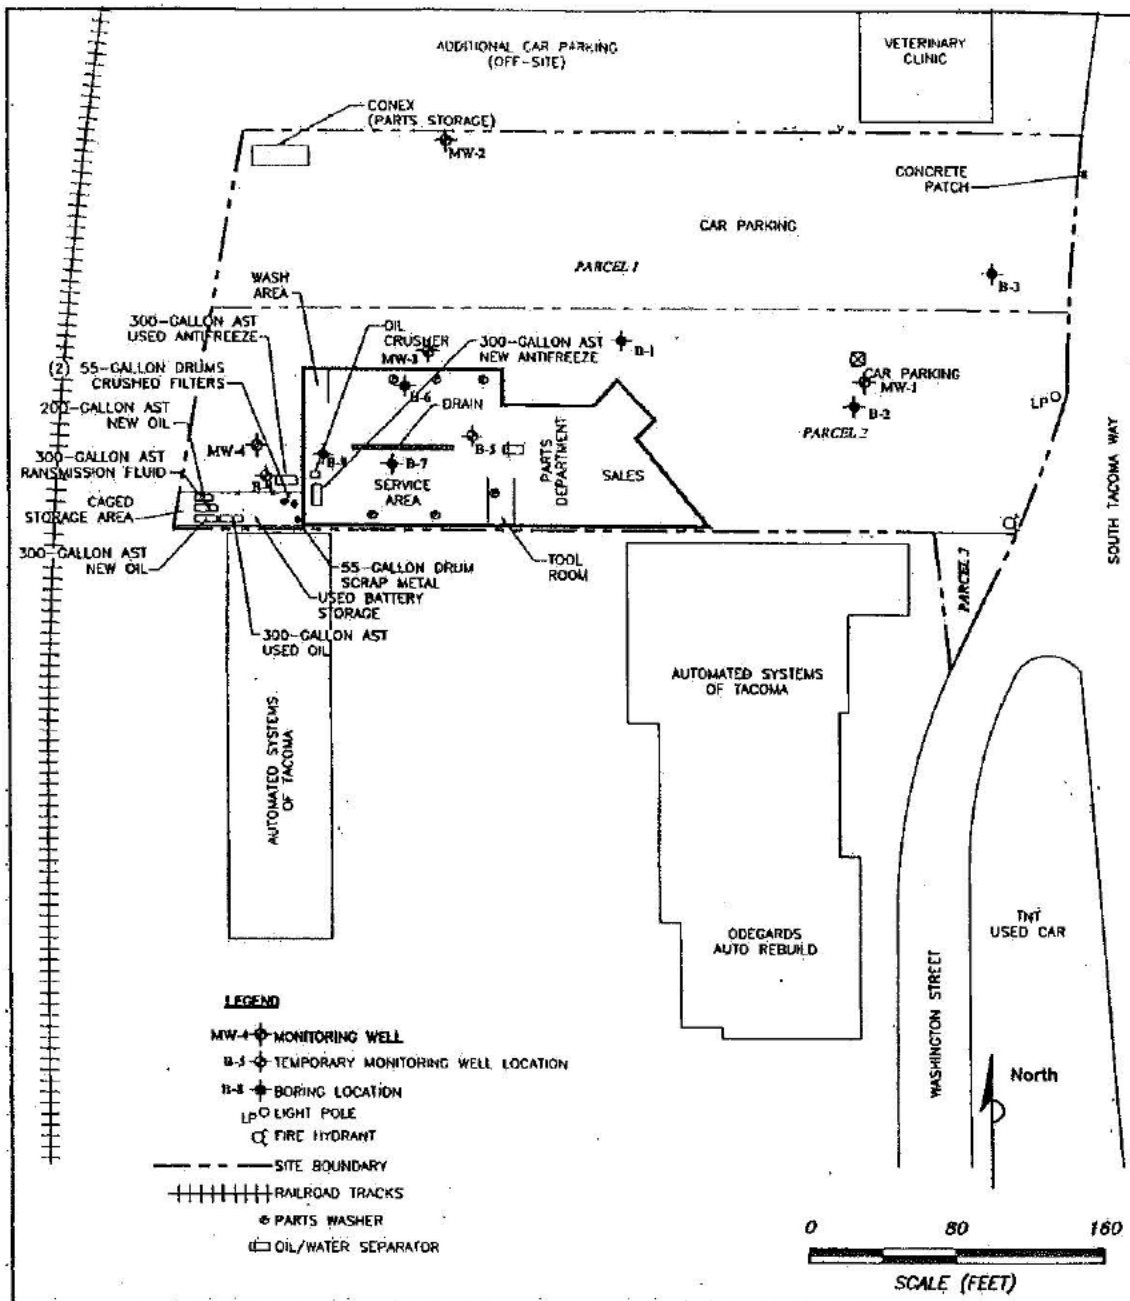 ADDITIONAL CAR PARKING
(OFF-SITE)
VETERINARY
CLINIC
CONEX
(PARTS STORAGE)
MW-2
CONCRETE
PATCH
CAR PARKING
PARCEL 1
B-3
WASH
AREA
300-GALLON AST
USED ANTIFREEZE
OIL
CRUSHER
MW-3
300-GALLON AST
NEW ANTIFREEZE
B-1
(2) 55-GALLON DRUMS
CRUSHED FILTERS
CAR PARKING
MW-1
B-6
DRAIN
B-2
LP
200-GALLON AST
NEW OIL
PARCEL 2
MW-4
B-5
PARTS
DEPARTMENT
SALES
300-GALLON AST
RANSMISSION FLUID
B-8
B-7
SERVICE
AREA
CAGED
STORAGE AREA
300-GALLON AST
NEW OIL
TOOL
ROOM
55-GALLON DRUM
SCRAP METAL
USED BATTERY
STORAGE
300-GALLON AST
USED OIL
PARCEL 3
SOUTH TACOMA WAY
AUTOMATED SYSTEMS
OF TACOMA
AUTOMATED SYSTEMS
OF TACOMA
ODEGARDS
AUTO REBUILD
TNT
USED CAR
WASHINGTON STREET
LEGEND
MW-4 MONITORING WELL
B-5 TEMPORARY MONITORING WELL LOCATION
B-8 BORING LOCATION
LP LIGHT POLE
FIRE HYDRANT
SITE BOUNDARY
RAILROAD TRACKS
PARTS WASHER
OIL/WATER SEPARATOR
North
0 80 160
SCALE (FEET)